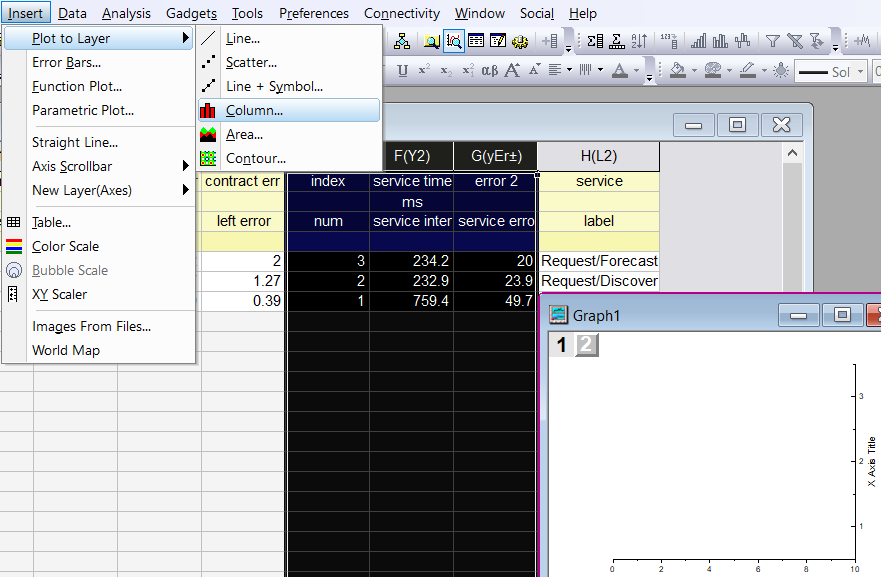 Insert Data Analysis Gadgets Tools Preferences Connectivity Window Social Help
Plot to Layer
Line...
Error Bars...
Scatter...
Function Plot...
Line + Symbol...
Parametric Plot...
Column...
Area...
Straight Line...
Contour...
Axis Scrollbar
New Layer(Axes)
Table...
Color Scale
Bubble Scale
XY Scaler
Images From Files...
World Map
Sol
F(Y2) G(yEr±) H(L2)
contract err index service time error 2 service
ms
left error num service inter service erro label
2 3 234.2 20 Request/Forecast
1.27 2 232.9 23.9 Request/Discover
0.39 1 759.4 49.7
Graph1
1 2
3
2
1
X Axis Title
0 2 4 6 8 10